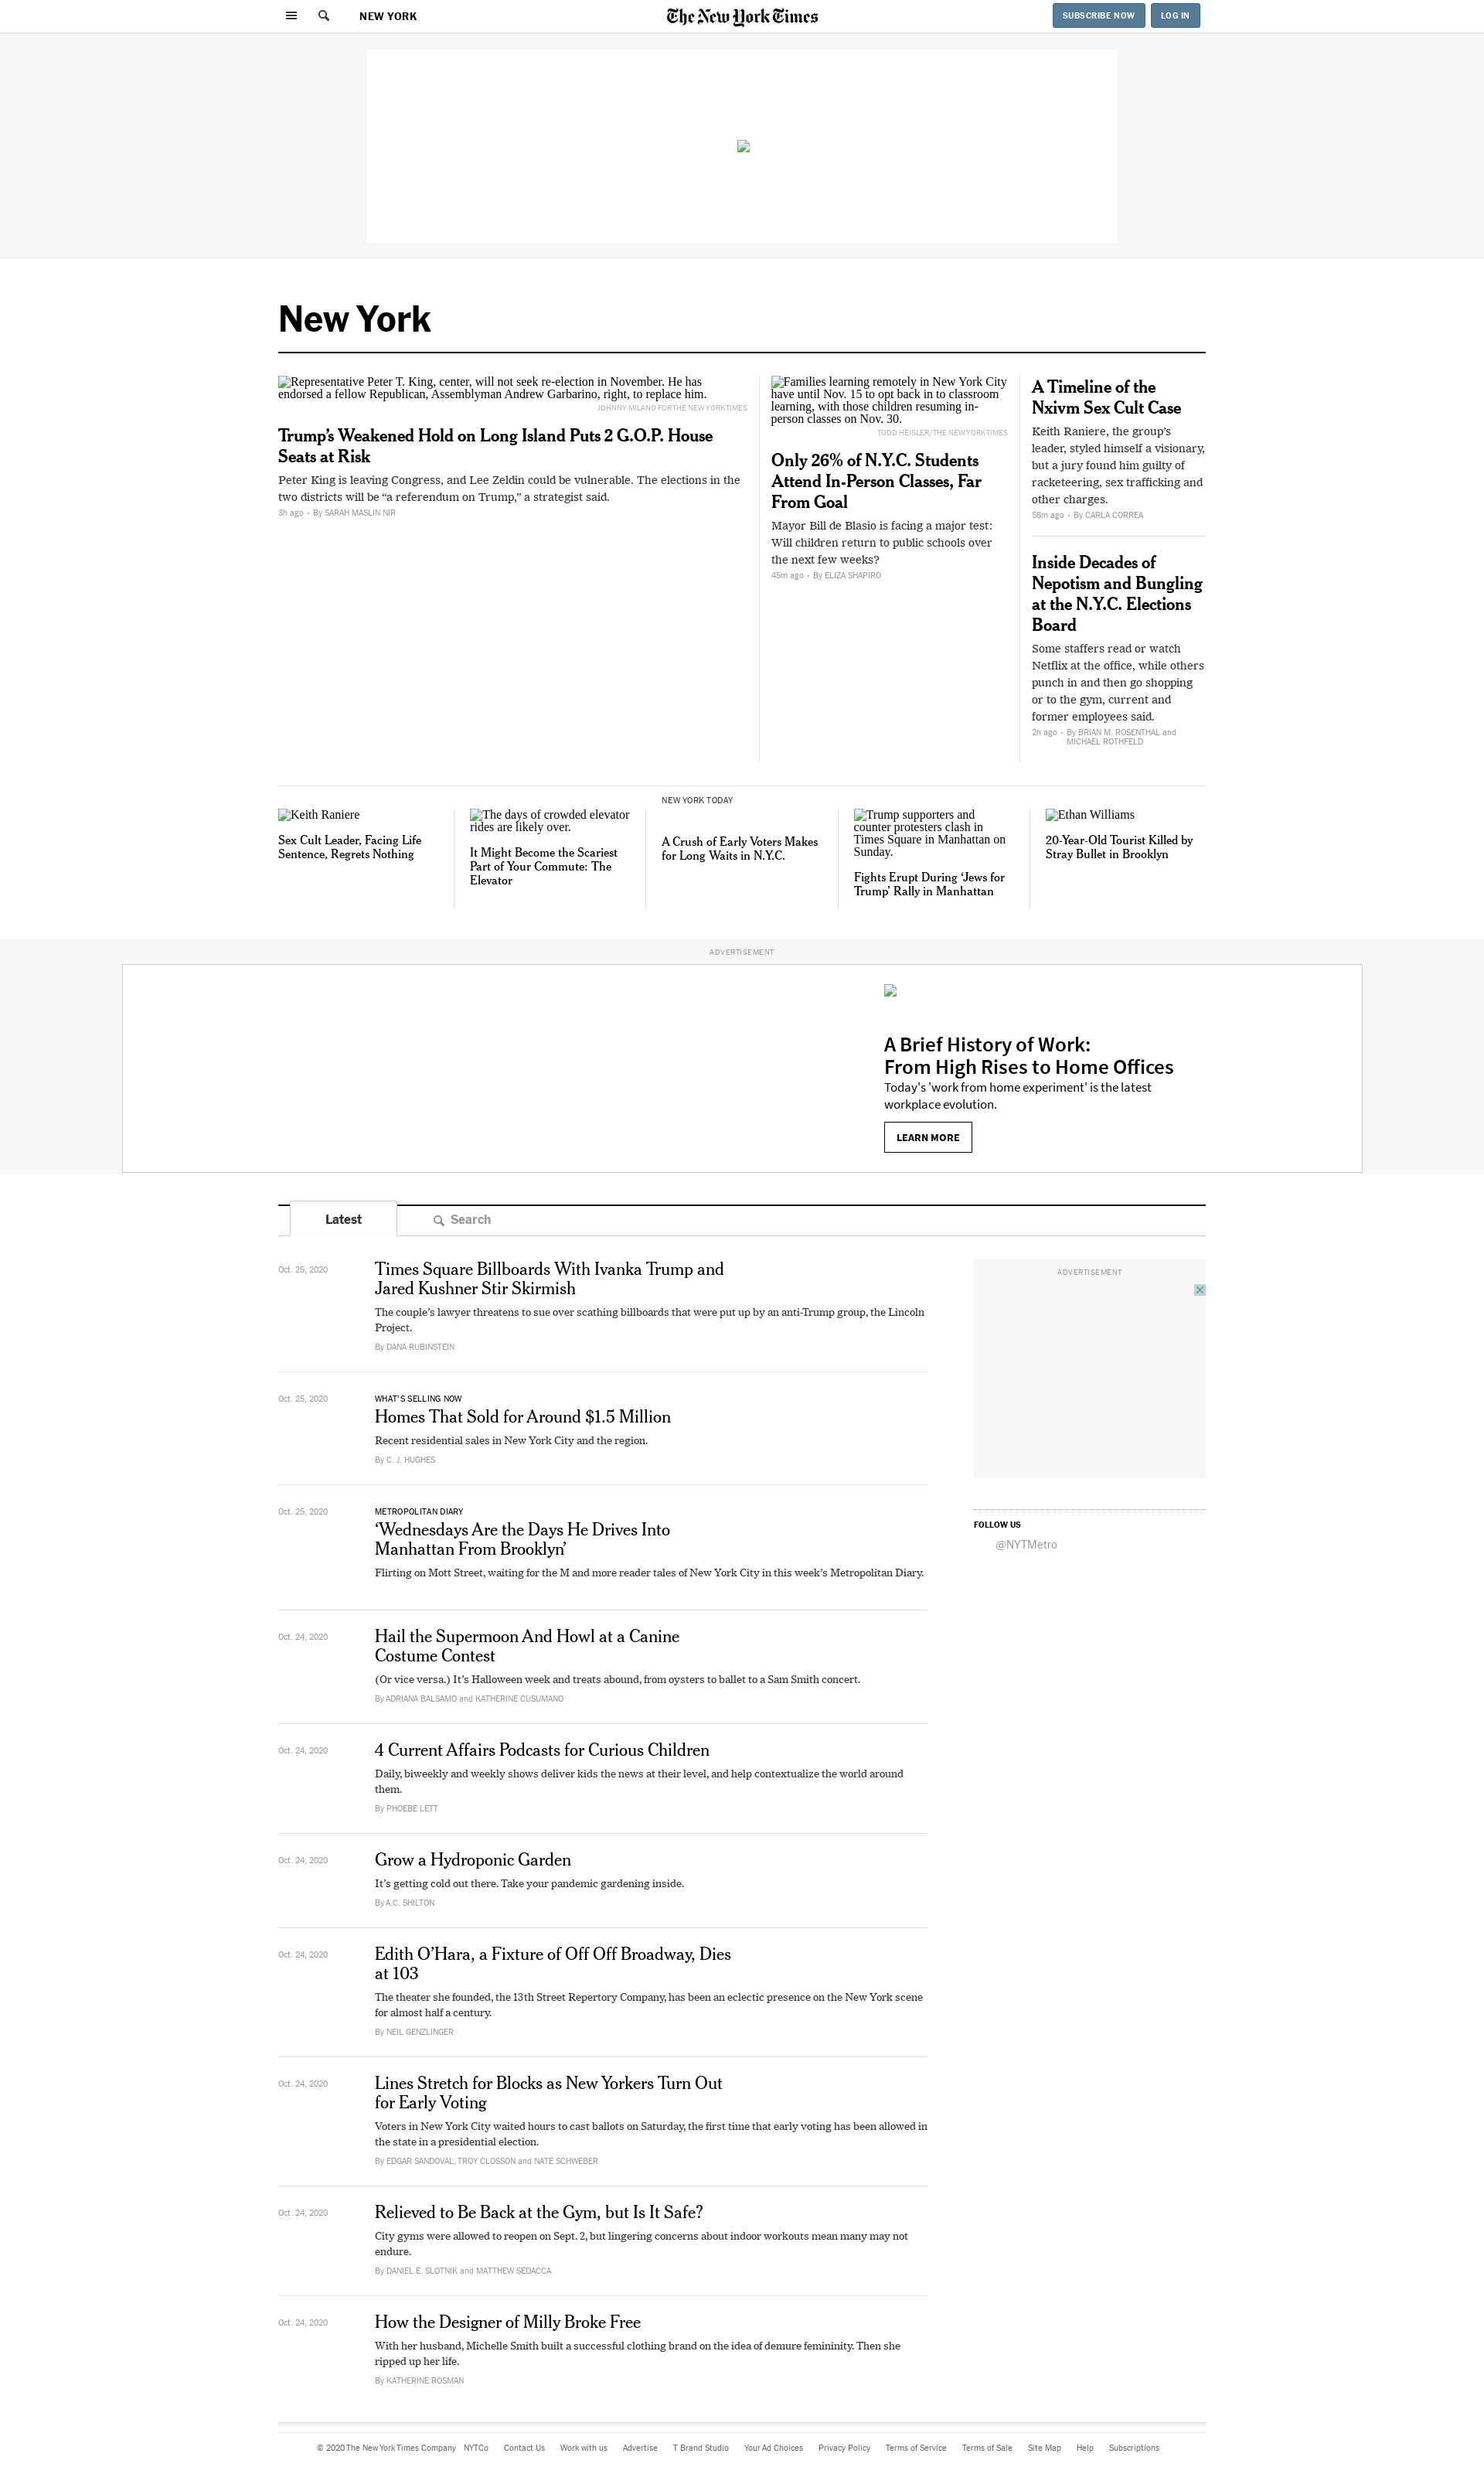 NEW YORK
The New York Times
SUBSCRIBE NOW
LOG IN
New York
Representative Peter T. King, center, will not seek re-election in November. He has
endorsed a fellow Republican, Assemblyman Andrew Garbarino, right, to replace him.
JOHNNY MILANO FOR THE NEW YORK TIMES
Trump's Weakened Hold on Long Island Puts 2 G.O.P. House
Seats at Risk
Peter King is leaving Congress, and Lee Zeldin could be vulnerable. The elections in the
two districts will be “a referendum on Trump,” a strategist said.
3h ago • By SARAH MASLIN NIR
Families learning remotely in New York City
have until Nov. 15 to opt back in to classroom
learning, with those children resuming in-
person classes on Nov. 30.
TODD HEISLER/THE NEW YORK TIMES
Only 26% of N.Y.C. Students
Attend In-Person Classes, Far
From Goal
Mayor Bill de Blasio is facing a major test:
Will children return to public schools over
the next few weeks?
45m ago • By ELIZA SHAPIRO
A Timeline of the
Nxivm Sex Cult Case
Keith Raniere, the group’s
leader, styled himself a visionary,
but a jury found him guilty of
racketeering, sex trafficking and
other charges.
58m ago • By CARLA CORREA
Inside Decades of
Nepotism and Bungling
at the N.Y.C. Elections
Board
Some staffers read or watch
Netflix at the office, while others
punch in and then go shopping
or to the gym, current and
former employees said.
2h ago • By BRIAN M. ROSENTHAL and
MICHAEL ROTHFELD
Keith Raniere
Sex Cult Leader, Facing Life
Sentence, Regrets Nothing
The days of crowded elevator
rides are likely over.
It Might Become the Scariest
Part of Your Commute: The
Elevator
NEW YORK TODAY
A Crush of Early Voters Makes
for Long Waits in N.Y.C.
Trump supporters and
counter protesters clash in
Times Square in Manhattan on
Sunday.
Fights Erupt During ‘Jews for
Trump’ Rally in Manhattan
Ethan Williams
20-Year-Old Tourist Killed by
Stray Bullet in Brooklyn
ADVERTISEMENT
A Brief History of Work:
From High Rises to Home Offices
Today's 'work from home experiment' is the latest
workplace evolution.
LEARN MORE
Latest
Search
Oct. 25, 2020
Times Square Billboards With Ivanka Trump and
Jared Kushner Stir Skirmish
The couple’s lawyer threatens to sue over scathing billboards that were put up by an anti-Trump group, the Lincoln
Project.
By DANA RUBINSTEIN
ADVERTISEMENT
Oct. 25, 2020
WHAT'S SELLING NOW
Homes That Sold for Around $1.5 Million
Recent residential sales in New York City and the region.
By C. J. HUGHES
Oct. 25, 2020
METROPOLITAN DIARY
‘Wednesdays Are the Days He Drives Into
Manhattan From Brooklyn’
Flirting on Mott Street, waiting for the M and more reader tales of New York City in this week’s Metropolitan Diary.
FOLLOW US
@NYTMetro
Oct. 24, 2020
Hail the Supermoon And Howl at a Canine
Costume Contest
(Or vice versa.) It’s Halloween week and treats abound, from oysters to ballet to a Sam Smith concert.
By ADRIANA BALSAMO and KATHERINE CUSUMANO
Oct. 24, 2020
4 Current Affairs Podcasts for Curious Children
Daily, biweekly and weekly shows deliver kids the news at their level, and help contextualize the world around
them.
By PHOEBE LETT
Oct. 24, 2020
Grow a Hydroponic Garden
It’s getting cold out there. Take your pandemic gardening inside.
By A.C. SHILTON
Oct. 24, 2020
Edith O’Hara, a Fixture of Off Off Broadway, Dies
at 103
The theater she founded, the 13th Street Repertory Company, has been an eclectic presence on the New York scene
for almost half a century.
By NEIL GENZLINGER
Oct. 24, 2020
Lines Stretch for Blocks as New Yorkers Turn Out
for Early Voting
Voters in New York City waited hours to cast ballots on Saturday, the first time that early voting has been allowed in
the state in a presidential election.
By EDGAR SANDOVAL, TROY CLOSSON and NATE SCHWEBER
Oct. 24, 2020
Relieved to Be Back at the Gym, but Is It Safe?
City gyms were allowed to reopen on Sept. 2, but lingering concerns about indoor workouts mean many may not
endure.
By DANIEL E. SLOTNIK and MATTHEW SEDACCA
Oct. 24, 2020
How the Designer of Milly Broke Free
With her husband, Michelle Smith built a successful clothing brand on the idea of demure femininity. Then she
ripped up her life.
By KATHERINE ROSMAN
© 2020 The New York Times Company NYTCo Contact Us Work with us Advertise T Brand Studio Your Ad Choices Privacy Policy Terms of Service Terms of Sale Site Map Help Subscriptions